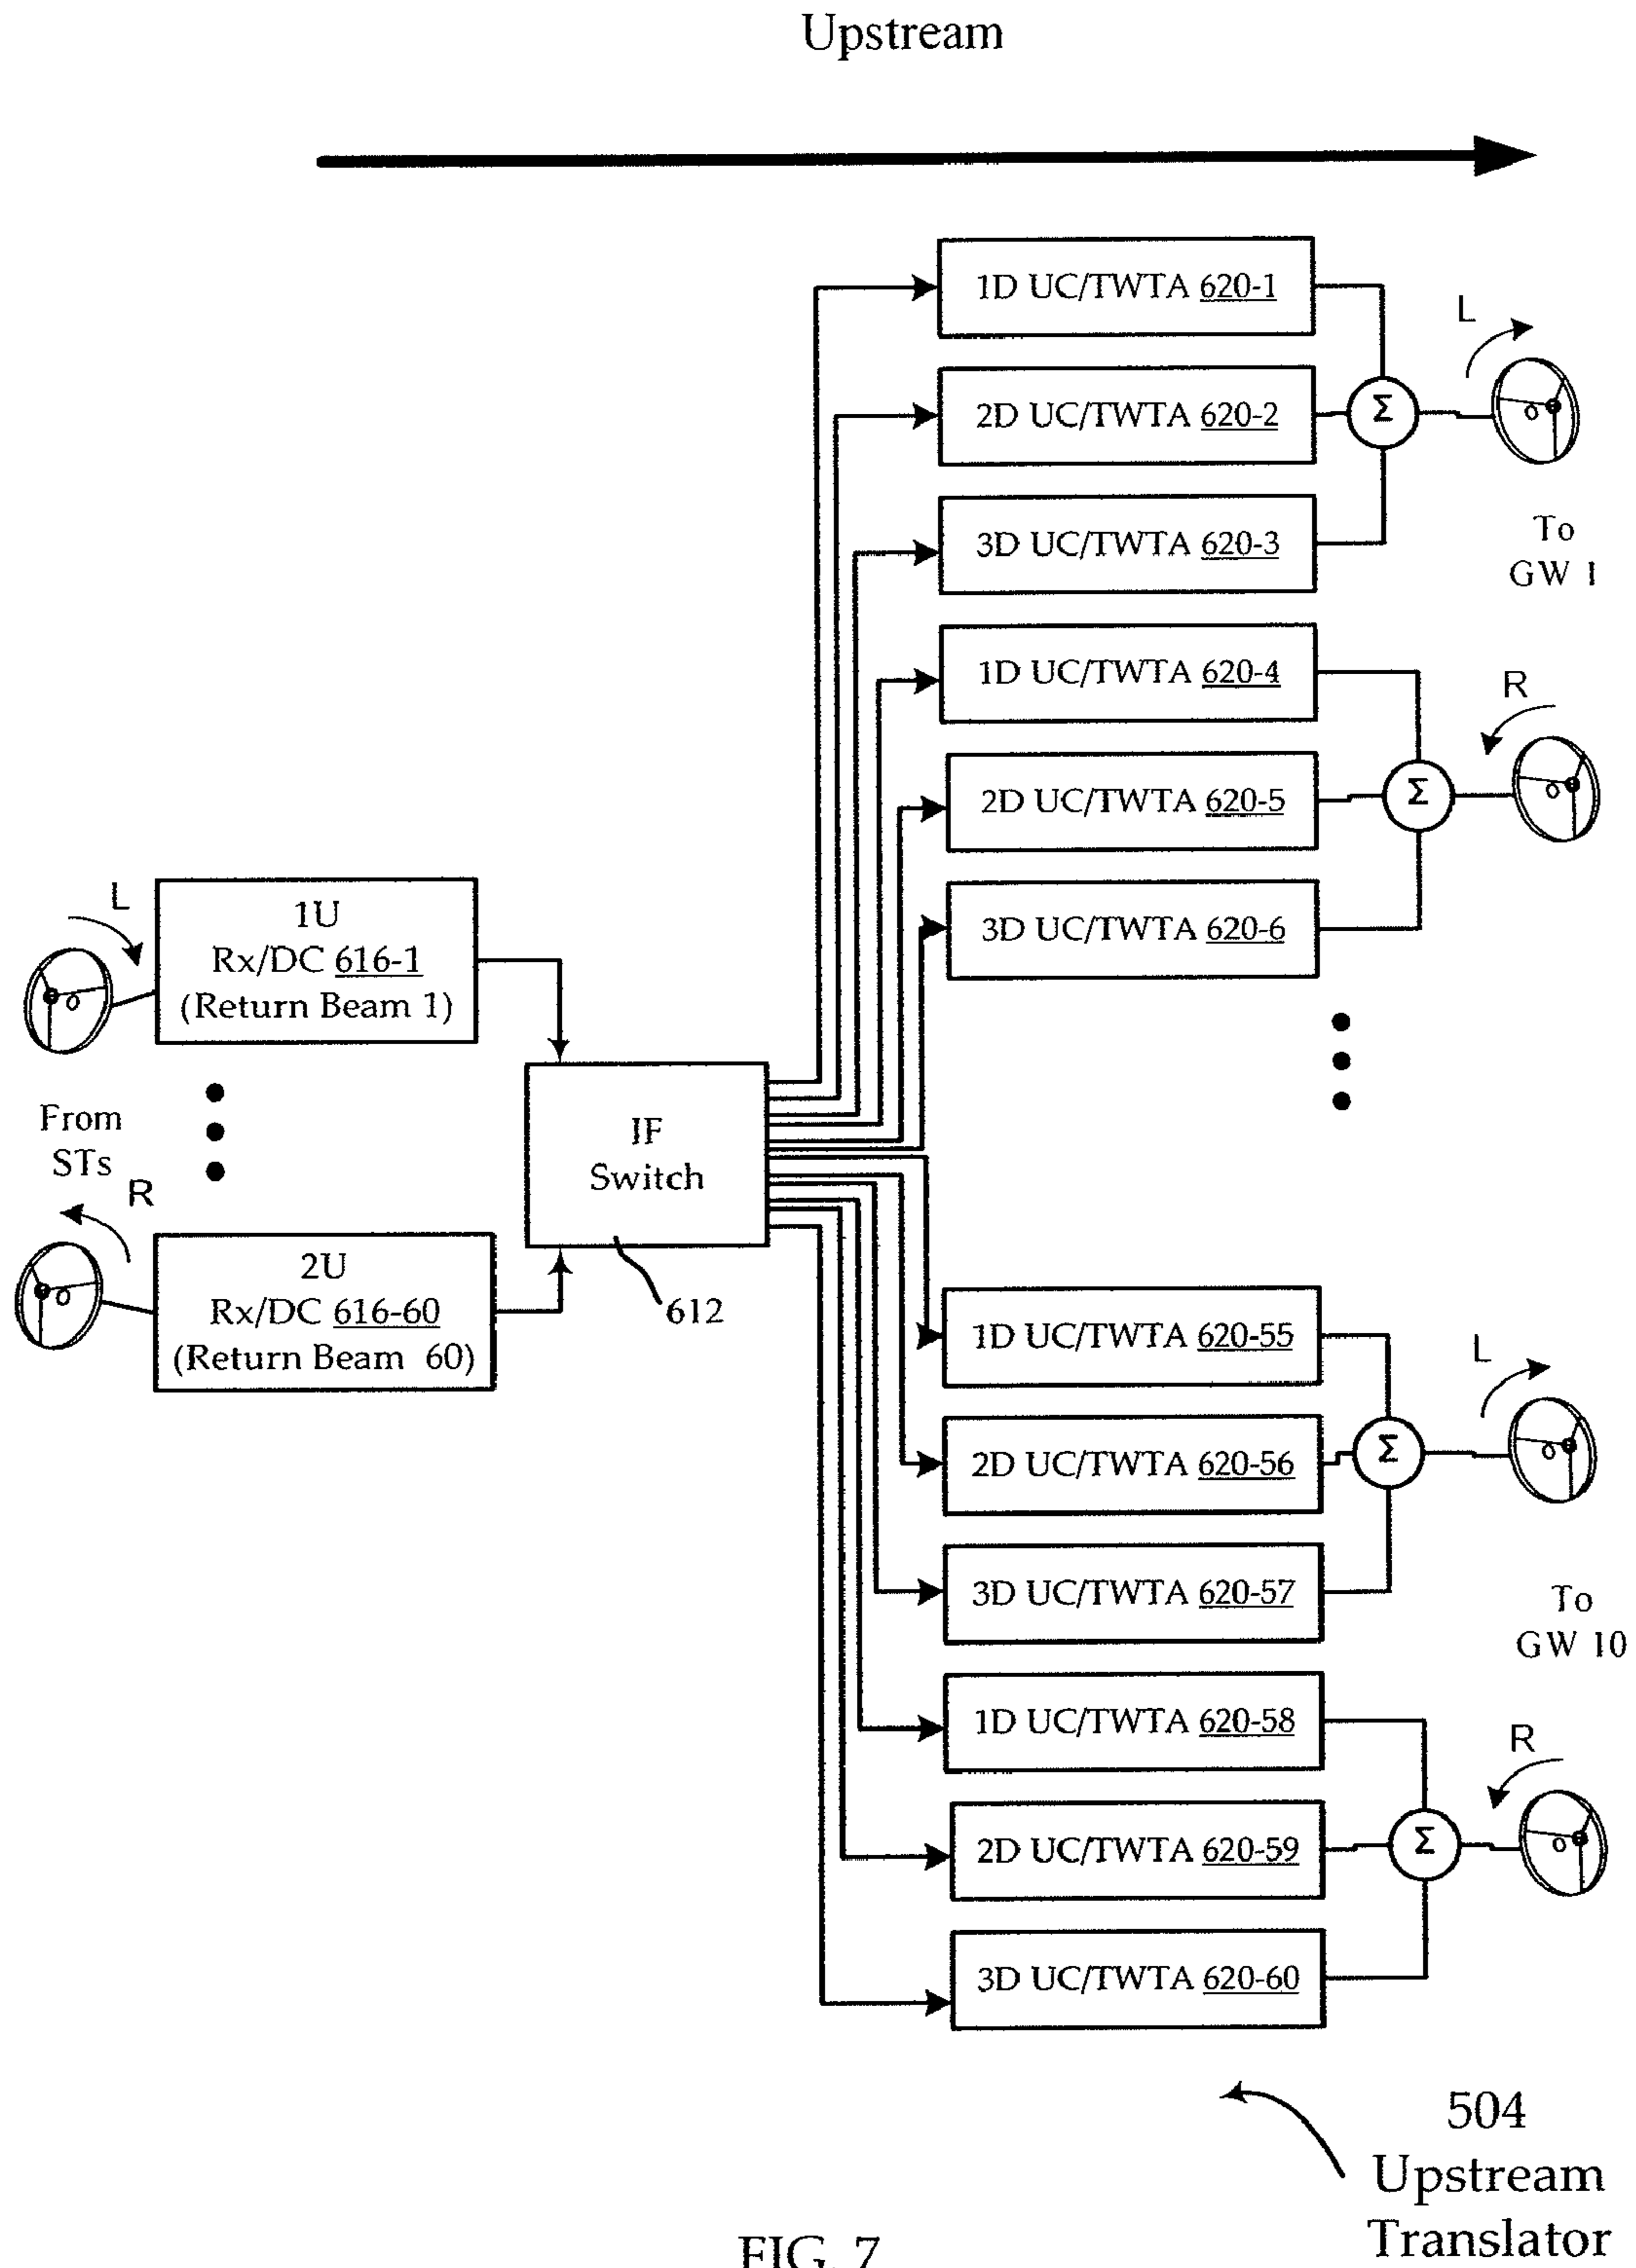 Upstream
1D UC/TWTA 620-1
L
2D UC/TWTA 620-2
Σ
3D UC/TWTA 620-3
To
GW 1
1D UC/TWTA 620-4
R
2D UC/TWTA 620-5
Σ
3D UC/TWTA 620-6
L
1U
Rx/DC 616-1
(Return Beam 1)
From
STs
IF
Switch
612
R
2U
Rx/DC 616-60
(Return Beam 60)
1D UC/TWTA 620-55
L
2D UC/TWTA 620-56
Σ
3D UC/TWTA 620-57
To
GW 10
1D UC/TWTA 620-58
R
2D UC/TWTA 620-59
Σ
3D UC/TWTA 620-60
504
Upstream
Translator
FIG. 7